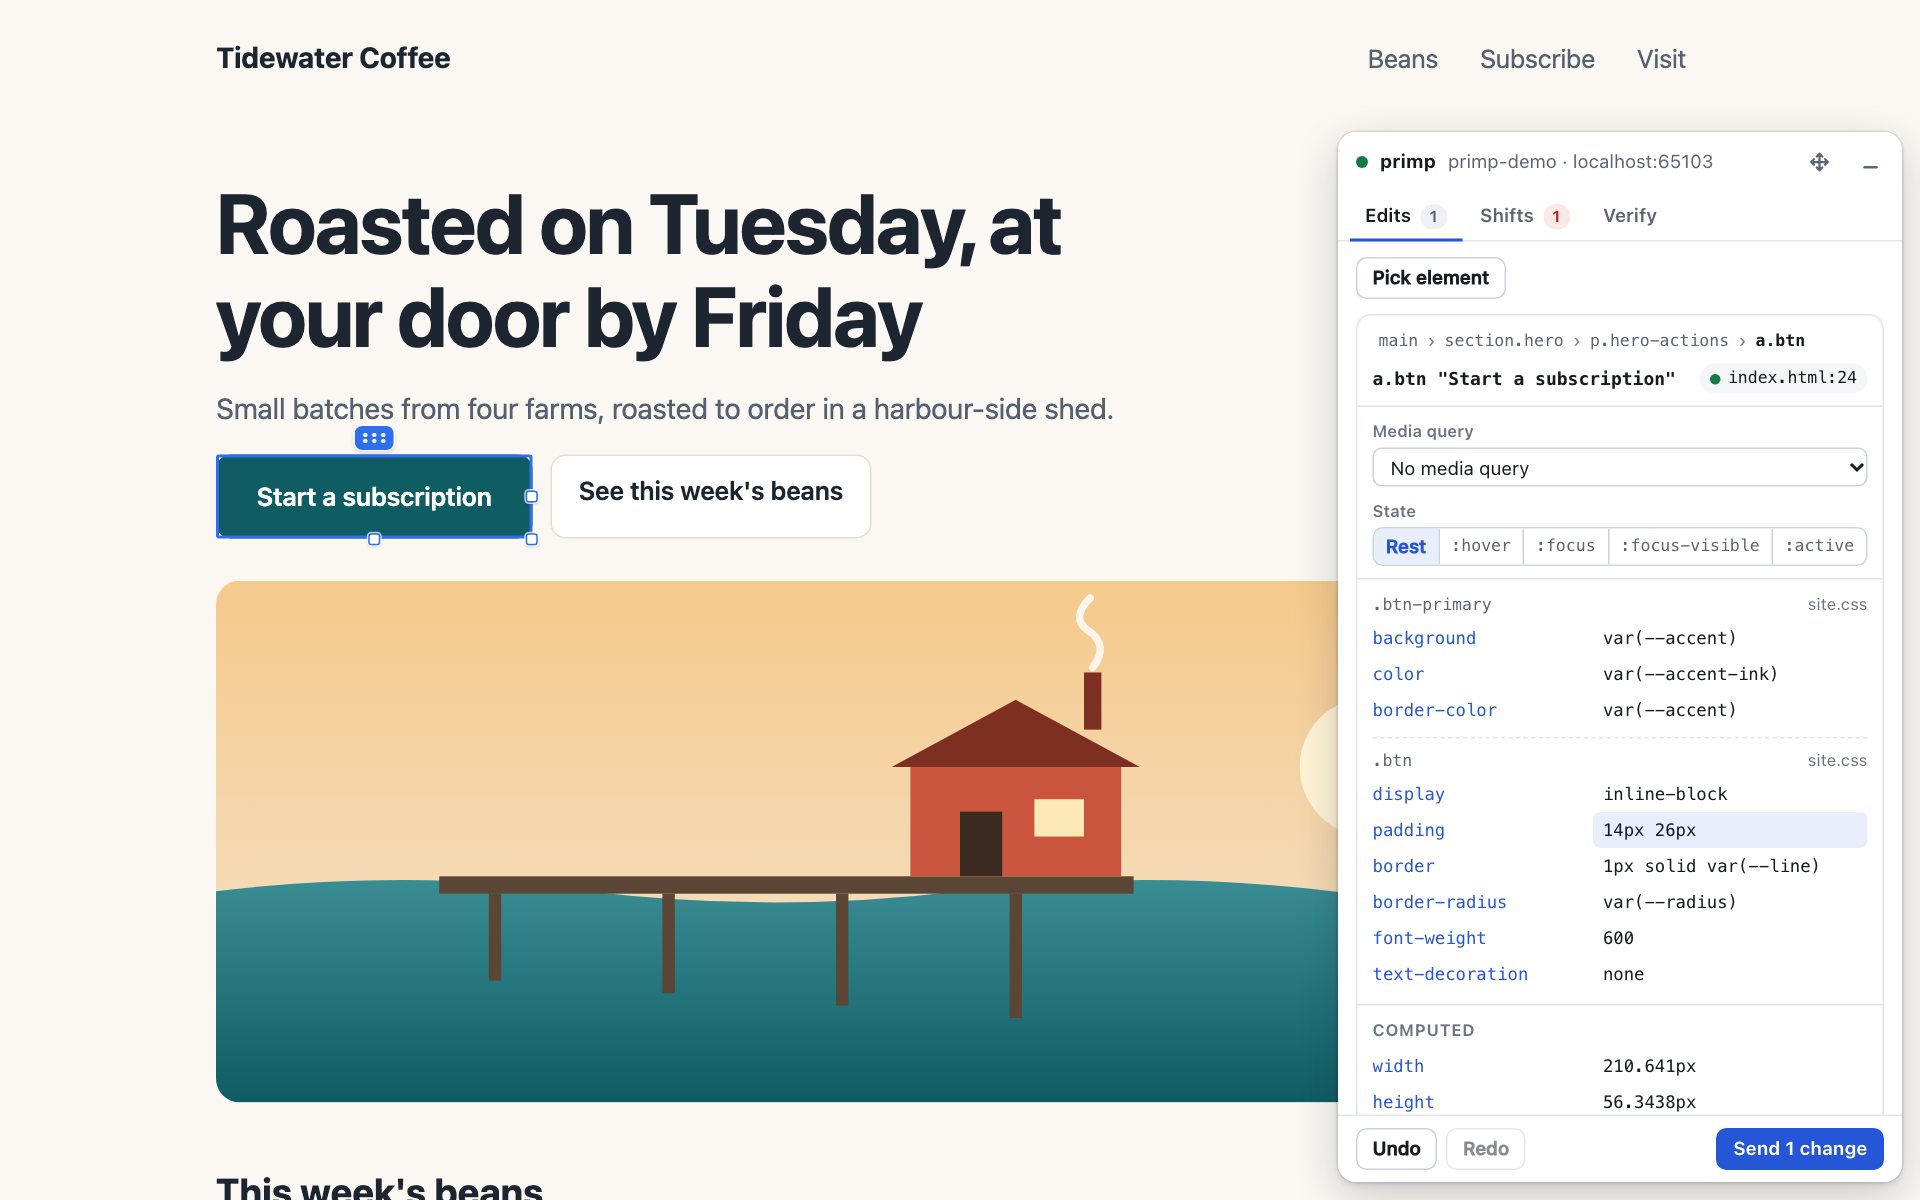 Tidewater Coffee
Beans Subscribe Visit
Roasted on Tuesday, at
your door by Friday
Small batches from four farms, roasted to order in a harbour-side shed.
Start a subscription
See this week's beans
This week's beans
primp primp-demo · localhost:65103
Edits 1 Shifts 1 Verify
Pick element
main › section.hero › p.hero-actions › a.btn
a.btn "Start a subscription" index.html:24
Media query
No media query
State
Rest :hover :focus :focus-visible :active
.btn-primary site.css
background var(--accent)
color var(--accent-ink)
border-color var(--accent)
.btn site.css
display inline-block
padding 14px 26px
border 1px solid var(--line)
border-radius var(--radius)
font-weight 600
text-decoration none
COMPUTED
width 210.641px
height 56.3438px
Undo Redo Send 1 change